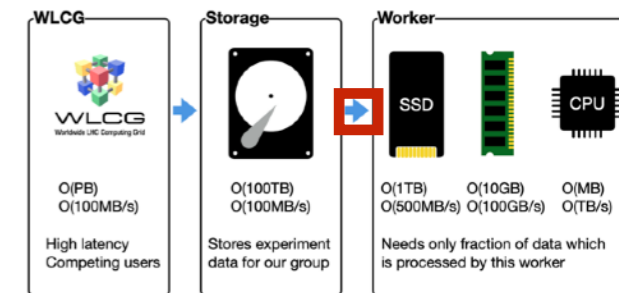 WLCG
Storage
Worker
WLCG
Worldwide LHC Computing Grid
SSD
CPU
O(PB)
O(100MB/s)
O(100TB)
O(100MB/s)
O(1TB)
O(500MB/s)
O(10GB)
O(100GB/s)
O(MB)
O(TB/s)
High latency
Competing users
Stores experiment
data for our group
Needs only fraction of data which
is processed by this worker